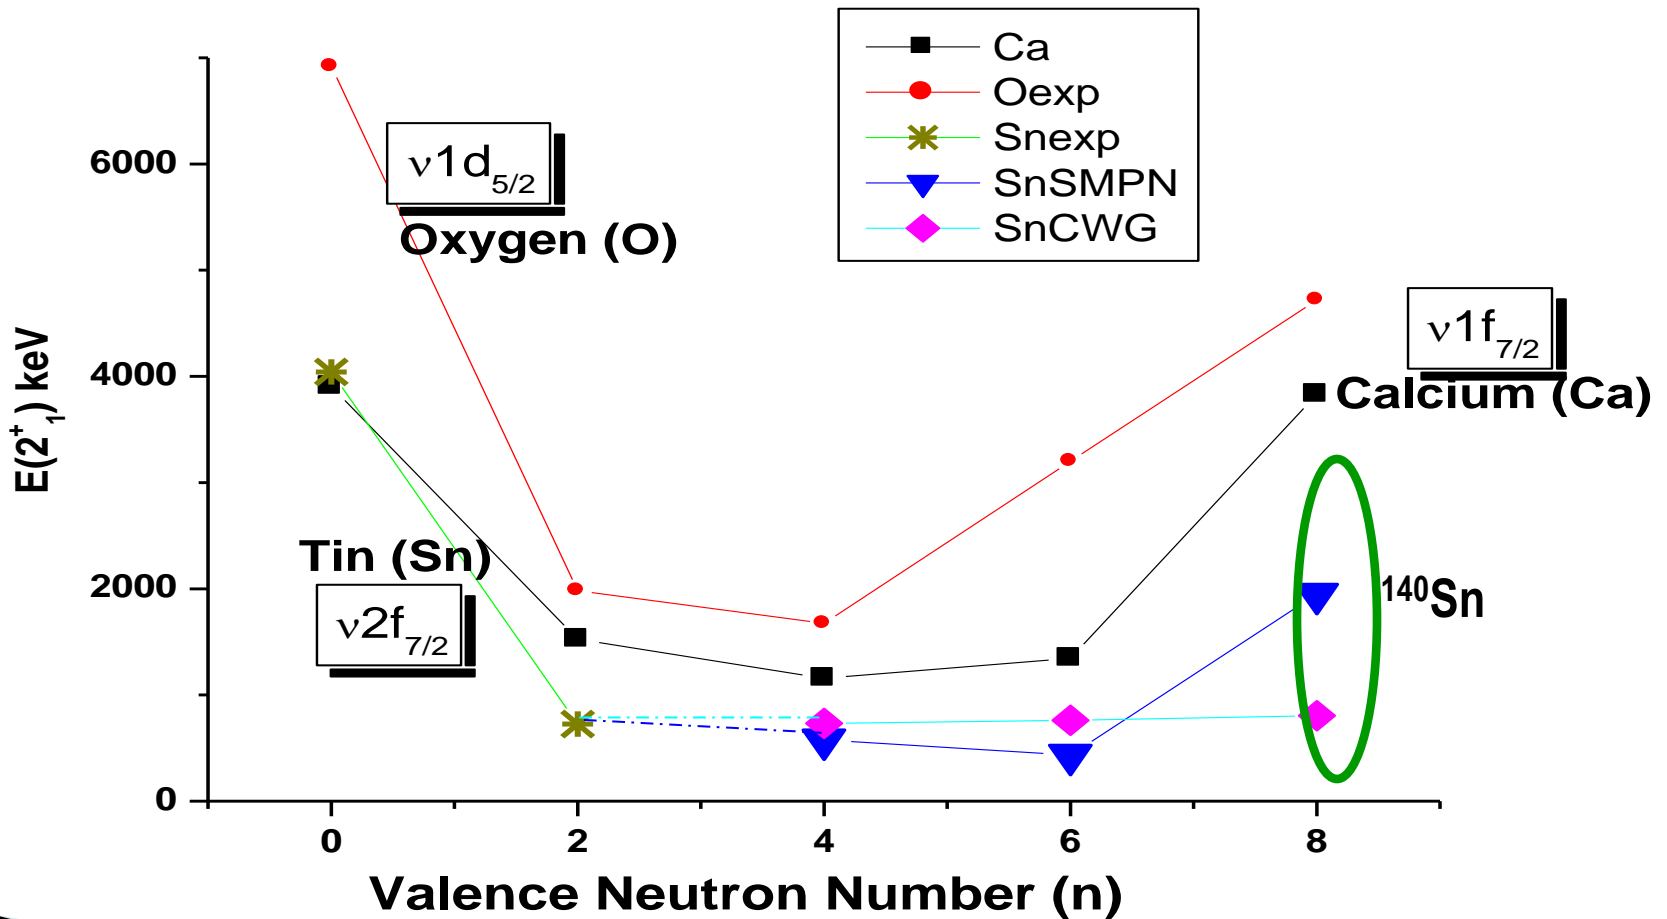 Ca
Oexp
Snexp
SnSMPN
SnCWG
ν1d5/2
Oxygen (O)
ν1f7/2
Calcium (Ca)
Tin (Sn)
ν2f7/2
140Sn
E(2+1) keV
6000
4000
2000
0
0 2 4 6 8
Valence Neutron Number (n)